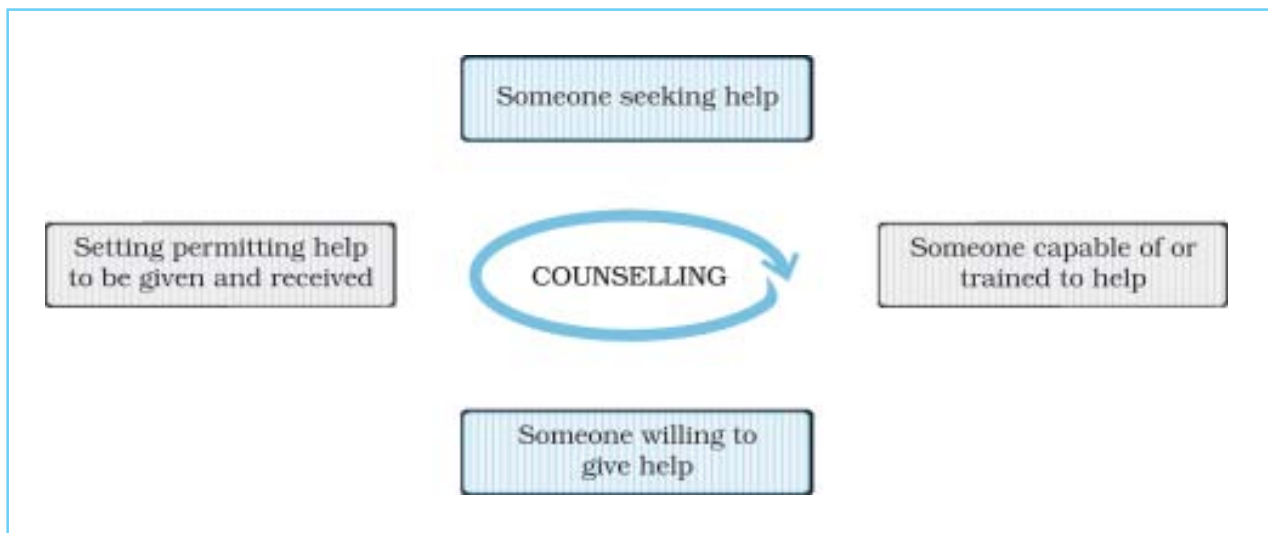 Someone seeking help
Setting permitting help
to be given and received
COUNSELLING
Someone capable of or
trained to help
Someone willing to
give help